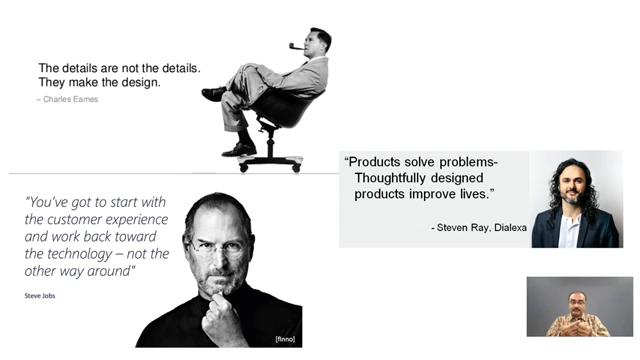 The details are not the details.
They make the design.
– Charles Eames
"You've got to start with
the customer experience
and work back toward
the technology – not the
other way around"
Steve Jobs
[finno]
“Products solve problems-
Thoughtfully designed
products improve lives.”
- Steven Ray, Dialexa